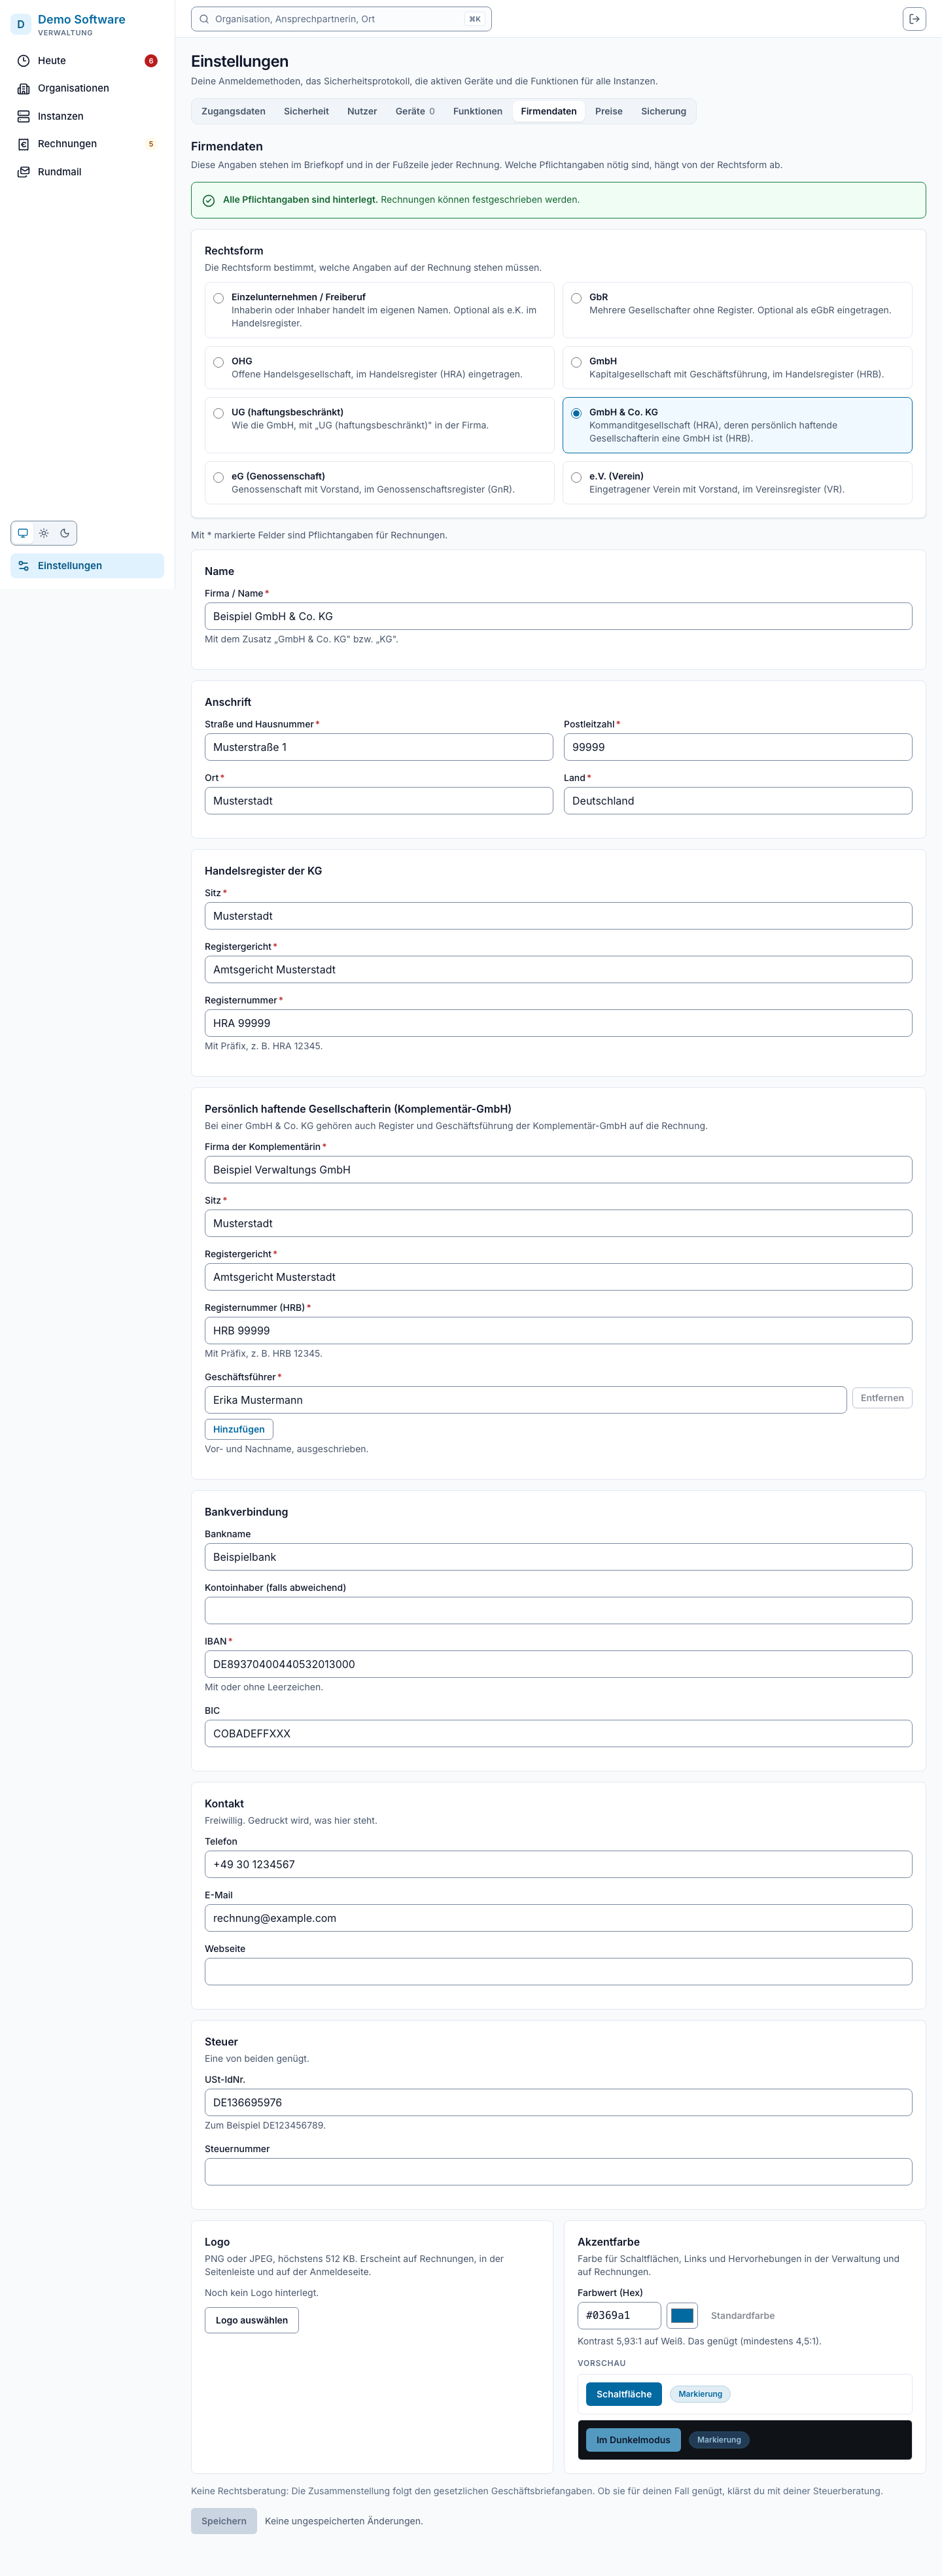 D
Demo Software
VERWALTUNG
Heute 6
Organisationen
Instanzen
Rechnungen 5
Rundmail
Einstellungen
Organisation, Ansprechpartnerin, Ort ⌘K
Einstellungen
Deine Anmeldemethoden, das Sicherheitsprotokoll, die aktiven Geräte und die Funktionen für alle Instanzen.
Zugangsdaten Sicherheit Nutzer Geräte 0 Funktionen Firmendaten Preise Sicherung
Firmendaten
Diese Angaben stehen im Briefkopf und in der Fußzeile jeder Rechnung. Welche Pflichtangaben nötig sind, hängt von der Rechtsform ab.
Alle Pflichtangaben sind hinterlegt. Rechnungen können festgeschrieben werden.
Rechtsform
Die Rechtsform bestimmt, welche Angaben auf der Rechnung stehen müssen.
Einzelunternehmen / Freiberuf
Inhaberin oder Inhaber handelt im eigenen Namen. Optional als e.K. im
Handelsregister.
GbR
Mehrere Gesellschafter ohne Register. Optional als eGbR eingetragen.
OHG
Offene Handelsgesellschaft, im Handelsregister (HRA) eingetragen.
GmbH
Kapitalgesellschaft mit Geschäftsführung, im Handelsregister (HRB).
UG (haftungsbeschränkt)
Wie die GmbH, mit „UG (haftungsbeschränkt)" in der Firma.
GmbH & Co. KG
Kommanditgesellschaft (HRA), deren persönlich haftende
Gesellschafterin eine GmbH ist (HRB).
eG (Genossenschaft)
Genossenschaft mit Vorstand, im Genossenschaftsregister (GnR).
e.V. (Verein)
Eingetragener Verein mit Vorstand, im Vereinsregister (VR).
Mit * markierte Felder sind Pflichtangaben für Rechnungen.
Name
Firma / Name *
Beispiel GmbH & Co. KG
Mit dem Zusatz „GmbH & Co. KG" bzw. „KG".
Anschrift
Straße und Hausnummer *
Musterstraße 1
Postleitzahl *
99999
Ort *
Musterstadt
Land *
Deutschland
Handelsregister der KG
Sitz *
Musterstadt
Registergericht *
Amtsgericht Musterstadt
Registernummer *
HRA 99999
Mit Präfix, z. B. HRA 12345.
Persönlich haftende Gesellschafterin (Komplementär-GmbH)
Bei einer GmbH & Co. KG gehören auch Register und Geschäftsführung der Komplementär-GmbH auf die Rechnung.
Firma der Komplementärin *
Beispiel Verwaltungs GmbH
Sitz *
Musterstadt
Registergericht *
Amtsgericht Musterstadt
Registernummer (HRB) *
HRB 99999
Mit Präfix, z. B. HRB 12345.
Geschäftsführer *
Erika Mustermann Entfernen
Hinzufügen
Vor- und Nachname, ausgeschrieben.
Bankverbindung
Bankname
Beispielbank
Kontoinhaber (falls abweichend)
IBAN *
DE89370400440532013000
Mit oder ohne Leerzeichen.
BIC
COBADEFFXXX
Kontakt
Freiwillig. Gedruckt wird, was hier steht.
Telefon
+49 30 1234567
E-Mail
rechnung@example.com
Webseite
Steuer
Eine von beiden genügt.
USt-IdNr.
DE136695976
Zum Beispiel DE123456789.
Steuernummer
Logo
PNG oder JPEG, höchstens 512 KB. Erscheint auf Rechnungen, in der
Seitenleiste und auf der Anmeldeseite.
Noch kein Logo hinterlegt.
Logo auswählen
Akzentfarbe
Farbe für Schaltflächen, Links und Hervorhebungen in der Verwaltung und
auf Rechnungen.
Farbwert (Hex)
#0369a1 Standardfarbe
Kontrast 5,93:1 auf Weiß. Das genügt (mindestens 4,5:1).
VORSCHAU
Schaltfläche Markierung
Im Dunkelmodus Markierung
Keine Rechtsberatung: Die Zusammenstellung folgt den gesetzlichen Geschäftsbriefangaben. Ob sie für deinen Fall genügt, klärst du mit deiner Steuerberatung.
Speichern Keine ungespeicherten Änderungen.